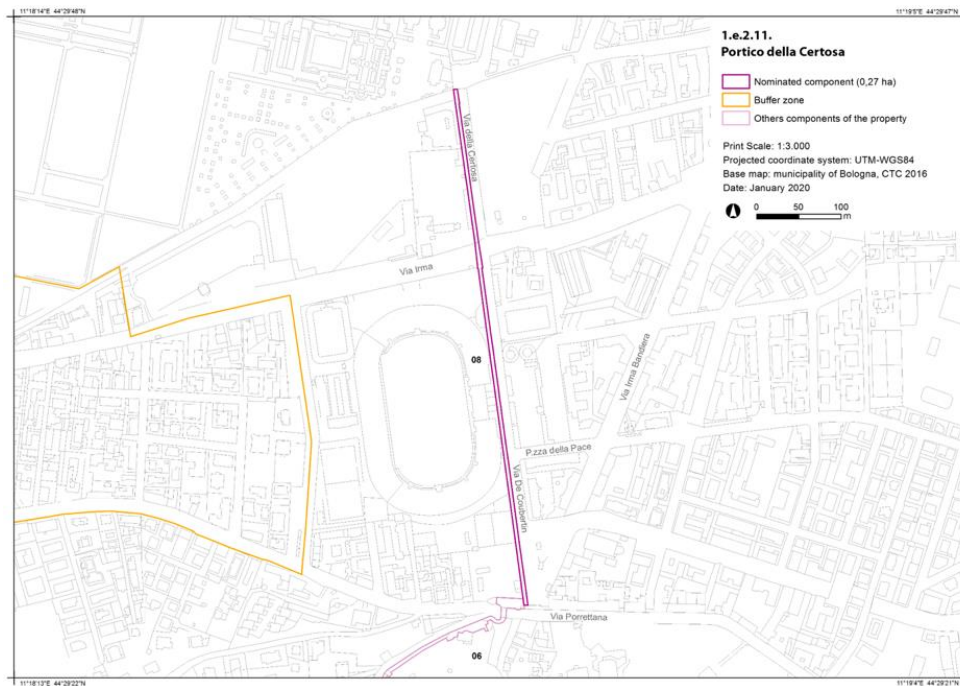 11°18'14"E 44°29'48"N
11°19'5"E 44°29'47"N
1.e.2.11.
Portico della Certosa
Nominated component (0,27 ha)
Buffer zone
Others components of the property
Print Scale: 1:3.000
Projected coordinate system: UTM-WGS84
Base map: municipality of Bologna, CTC 2016
Date: January 2020
0 50 100
m
Via della Certosa
Via Irma
08
Via Irma Bandiera
P.zza della Pace
Via De Coubertin
Via Porrettana
06
11°18'13"E 44°29'22"N
11°19'4"E 44°29'21"N